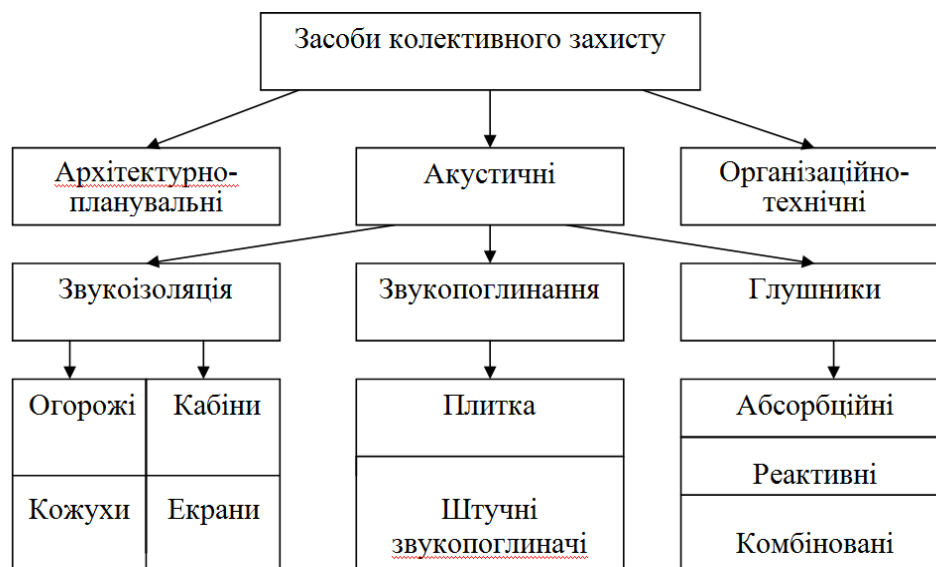 Засоби колективного захисту
Архітектурно-
планувальні
Акустичні
Організаційно-
технічні
Звукоізоляція
Звукопоглинання
Глушники
Огорожі
Кабіни
Кожухи
Екрани
Плитка
Штучні
звукопоглиначі
Абсорбційні
Реактивні
Комбіновані